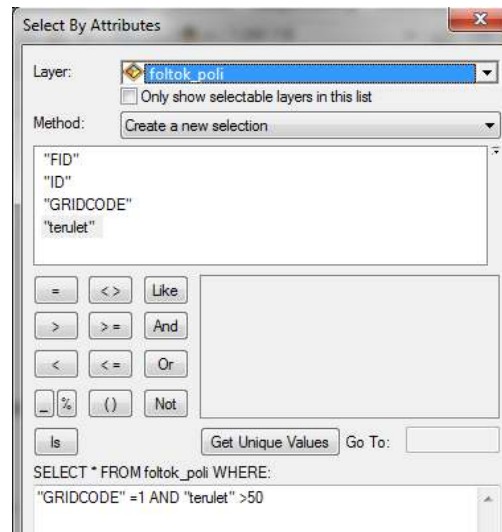 Select By Attributes
Layer: foltok_poli
Only show selectable layers in this list
Method: Create a new selection
"FID"
"ID"
"GRIDCODE"
"terulet"
= < > Like
> > = And
< < = Or
_ % () Not
Is Get Unique Values Go To:
SELECT * FROM foltok_poli WHERE:
"GRIDCODE" =1 AND "terulet" >50